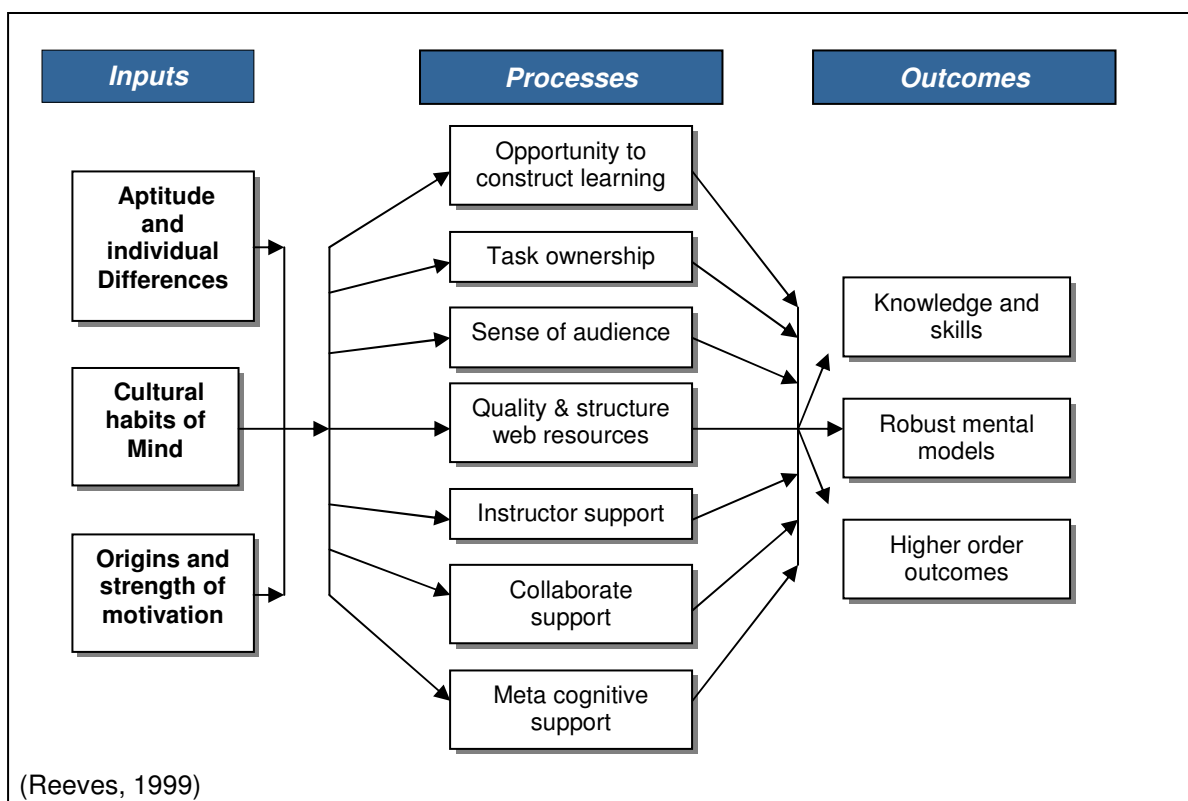 Inputs
Processes
Outcomes
Aptitude
and
individual
Differences
Cultural
habits of
Mind
Origins and
strength of
motivation
Opportunity to
construct learning
Task ownership
Sense of audience
Quality & structure
web resources
Instructor support
Collaborate
support
Meta cognitive
support
Knowledge and
skills
Robust mental
models
Higher order
outcomes
(Reeves, 1999)